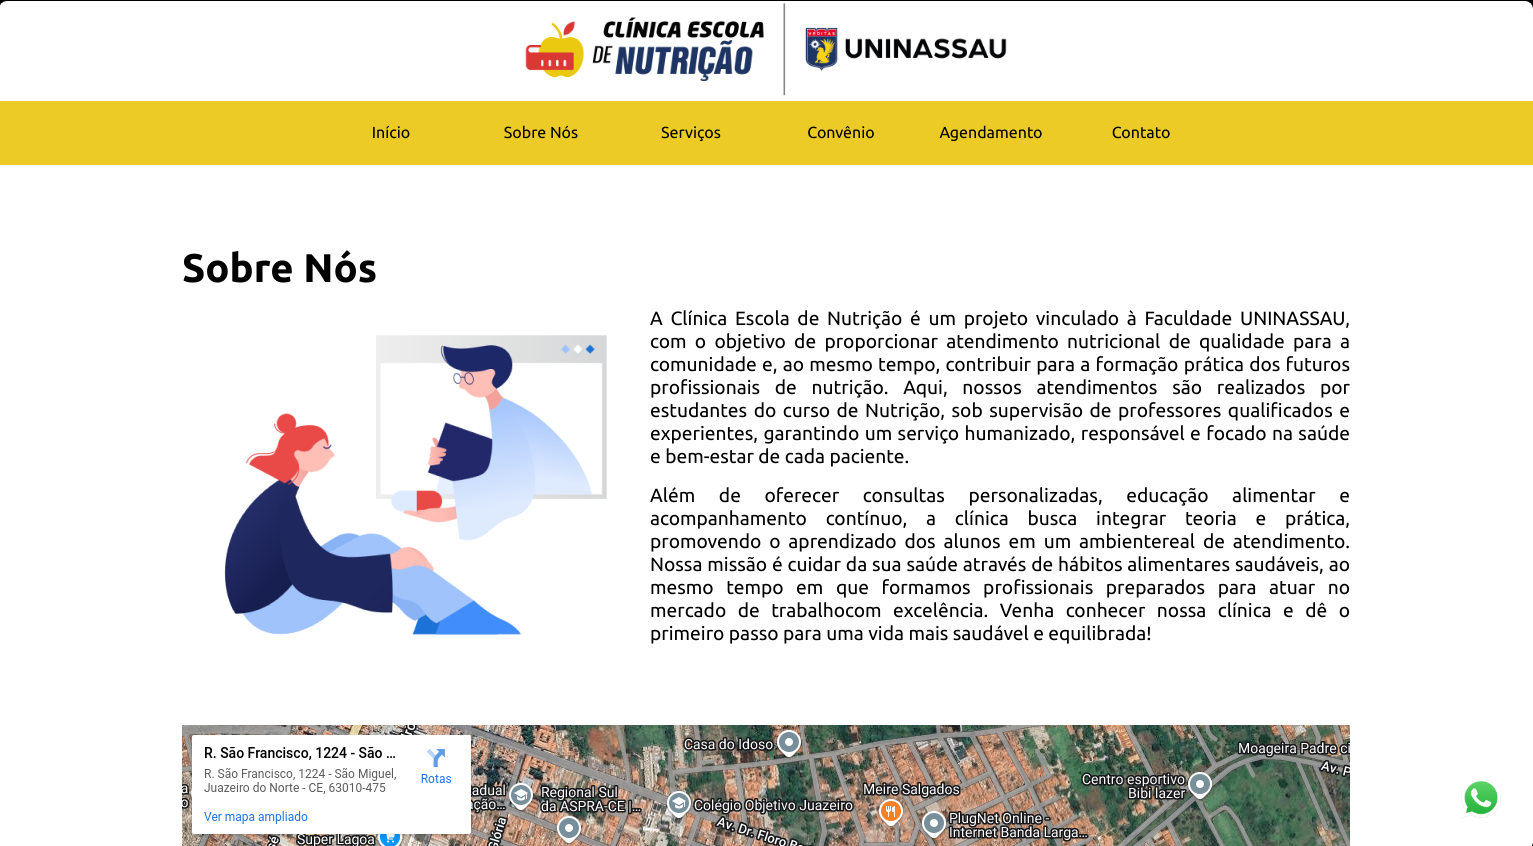 CLÍNICA ESCOLA
DE NUTRIÇÃO
VERITAS
UNINASSAU
Início Sobre Nós Serviços Convênio Agendamento Contato
Sobre Nós
A Clínica Escola de Nutrição é um projeto vinculado à Faculdade UNINASSAU,
com o objetivo de proporcionar atendimento nutricional de qualidade para a
comunidade e, ao mesmo tempo, contribuir para a formação prática dos futuros
profissionais de nutrição. Aqui, nossos atendimentos são realizados por
estudantes do curso de Nutrição, sob supervisão de professores qualificados e
experientes, garantindo um serviço humanizado, responsável e focado na saúde
e bem-estar de cada paciente.
Além de oferecer consultas personalizadas, educação alimentar e
acompanhamento contínuo, a clínica busca integrar teoria e prática,
promovendo o aprendizado dos alunos em um ambientereal de atendimento.
Nossa missão é cuidar da sua saúde através de hábitos alimentares saudáveis, ao
mesmo tempo em que formamos profissionais preparados para atuar no
mercado de trabalhocom excelência. Venha conhecer nossa clínica e dê o
primeiro passo para uma vida mais saudável e equilibrada!
R. São Francisco, 1224 - São ...
R. São Francisco, 1224 - São Miguel,
Juazeiro do Norte - CE, 63010-475
Rotas
Ver mapa ampliado
Casa do Idoso
Moageira Padre ci
Centro esportivo
Bibi lazer
Av. P
Meire Salgados
Regional Sul
da ASPRA-CE |...
Colégio Objetivo Juazeiro
PlugNet Online -
Internet Banda Larga...
Av. Dr. Floro
Super Lagoa